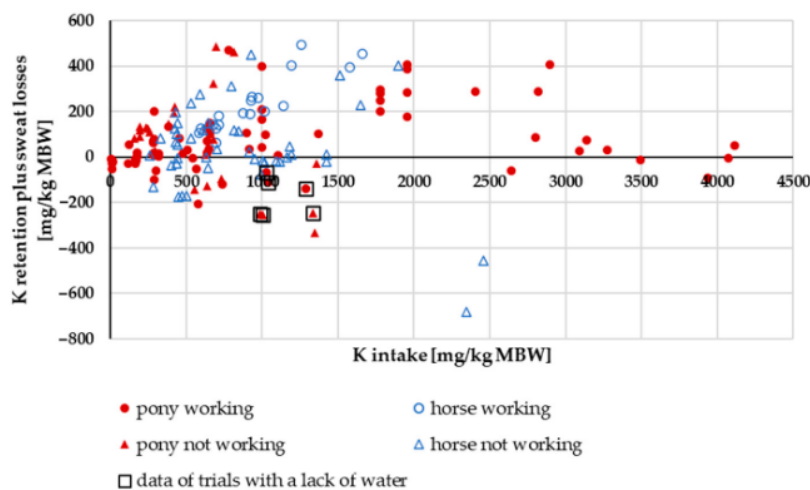 K retention plus sweat losses
[mg/kg MBW]
600
400
200
0
−200
−400
−600
−800
0 500 1000 1500 2000 2500 3000 3500 4000 4500
K intake [mg/kg MBW]
pony working
horse working
pony not working
horse not working
data of trials with a lack of water